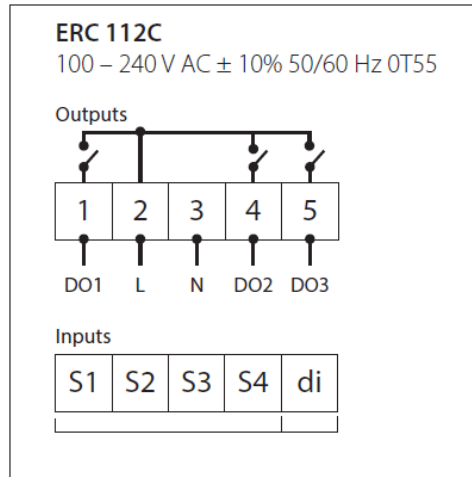 ERC 112C
100 – 240 V AC ± 10% 50/60 Hz 0T55
Outputs
1 2 3 4 5
DO1 L N DO2 DO3
Inputs
S1 S2 S3 S4 di